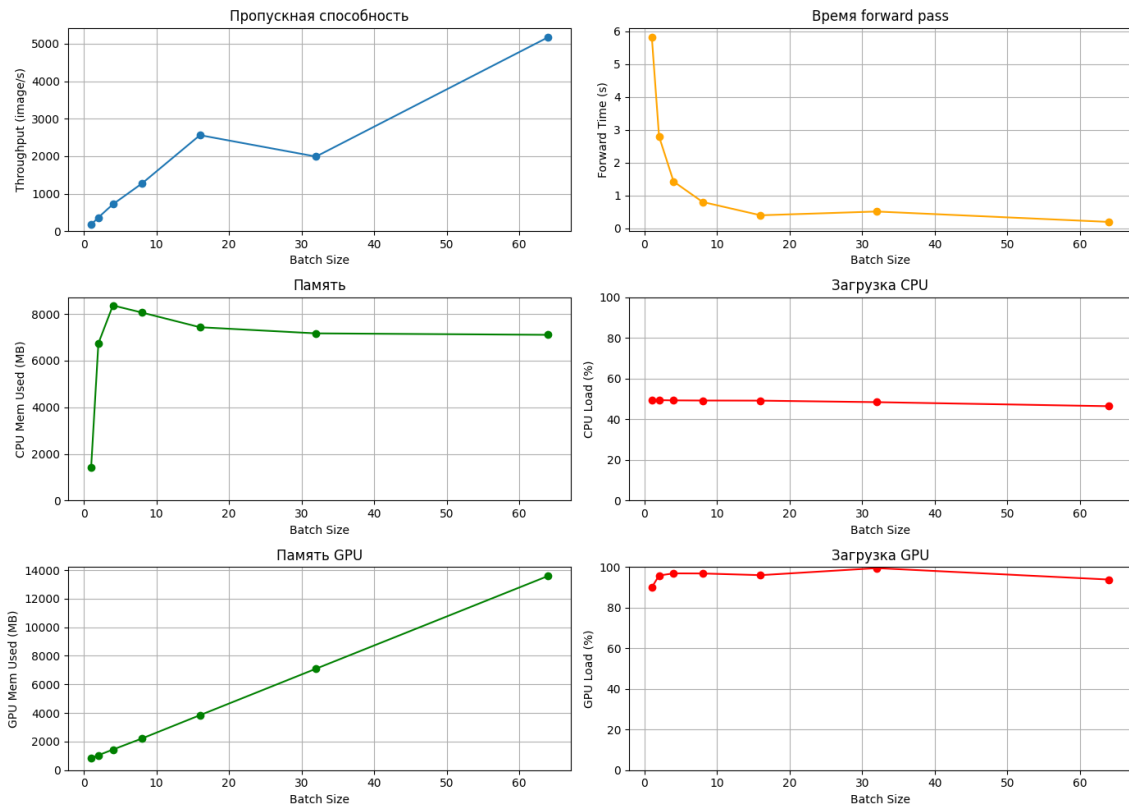 Пропускная способность
Throughput (image/s)
5000
4000
3000
2000
1000
0
0 10 20 30 40 50 60
Batch Size
Время forward pass
Forward Time (s)
6
5
4
3
2
1
0
0 10 20 30 40 50 60
Batch Size
Память
CPU Mem Used (MB)
8000
6000
4000
2000
0
0 10 20 30 40 50 60
Batch Size
Загрузка CPU
CPU Load (%)
100
80
60
40
20
0
0 10 20 30 40 50 60
Batch Size
Память GPU
GPU Mem Used (MB)
14000
12000
10000
8000
6000
4000
2000
0
0 10 20 30 40 50 60
Batch Size
Загрузка GPU
GPU Load (%)
100
80
60
40
20
0
0 10 20 30 40 50 60
Batch Size